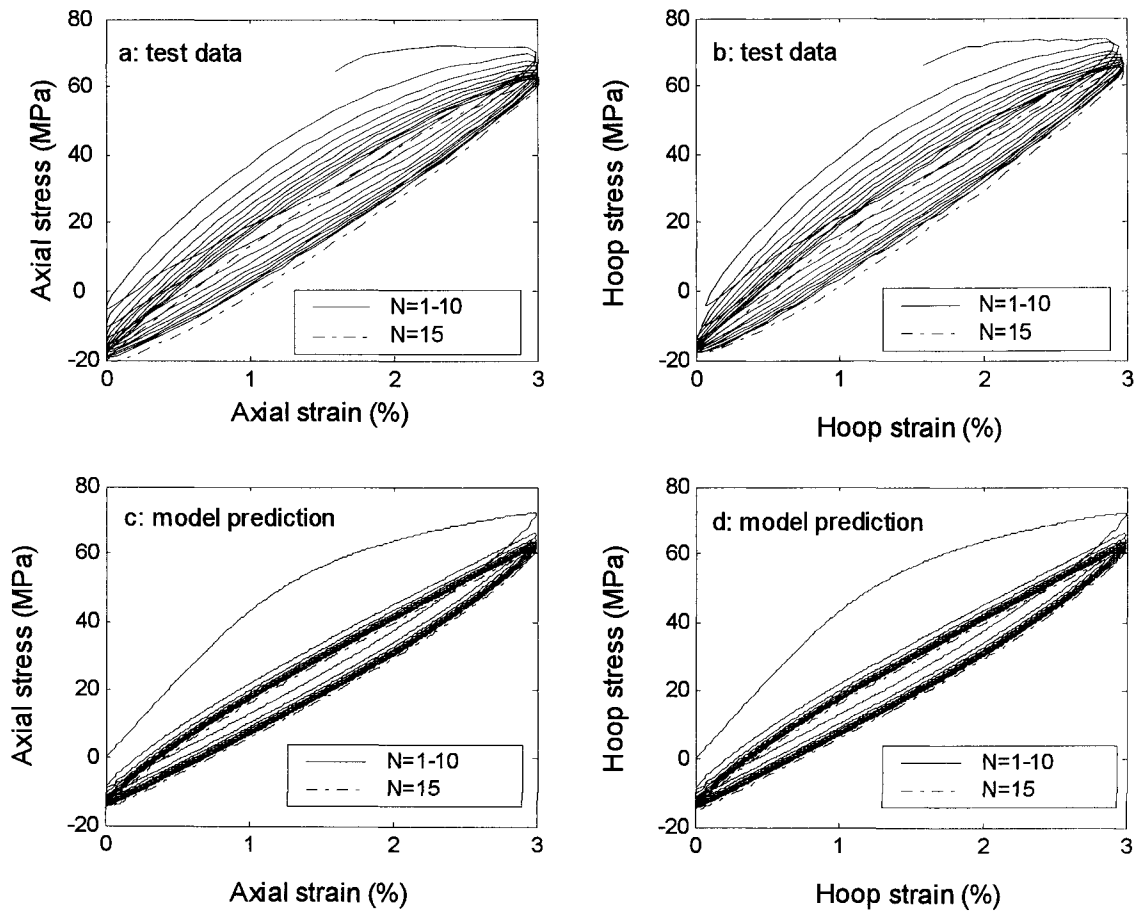 80
60
40
20
0
-20
Axial stress (MPa)
a: test data
N=1-10
N=15
0
1
2
3
Axial strain (%)
80
60
40
20
0
-20
Hoop stress (MPa)
b: test data
N=1-10
N=15
0
1
2
3
Hoop strain (%)
80
60
40
20
0
-20
Axial stress (MPa)
c: model prediction
N=1-10
N=15
0
1
2
3
Axial strain (%)
80
60
40
20
0
-20
Hoop stress (MPa)
d: model prediction
N=1-10
N=15
0
1
2
3
Hoop strain (%)